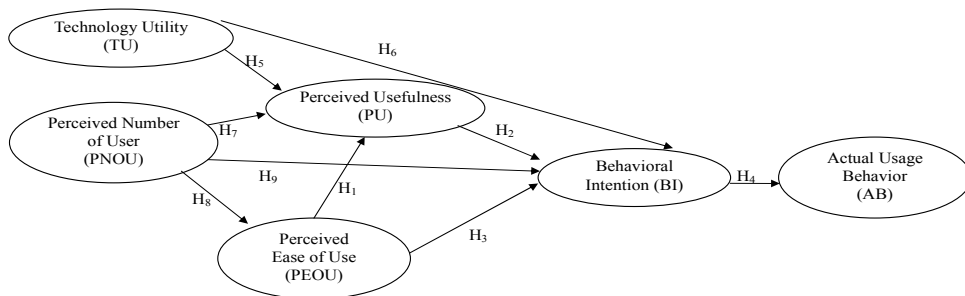 Technology Utility
(TU)
H6
H5
Perceived Usefulness
(PU)
Perceived Number
of User
(PNOU)
H7
H2
Behavioral
Intention (BI)
Actual Usage
Behavior
(AB)
H4
H9
H1
H8
H3
Perceived
Ease of Use
(PEOU)